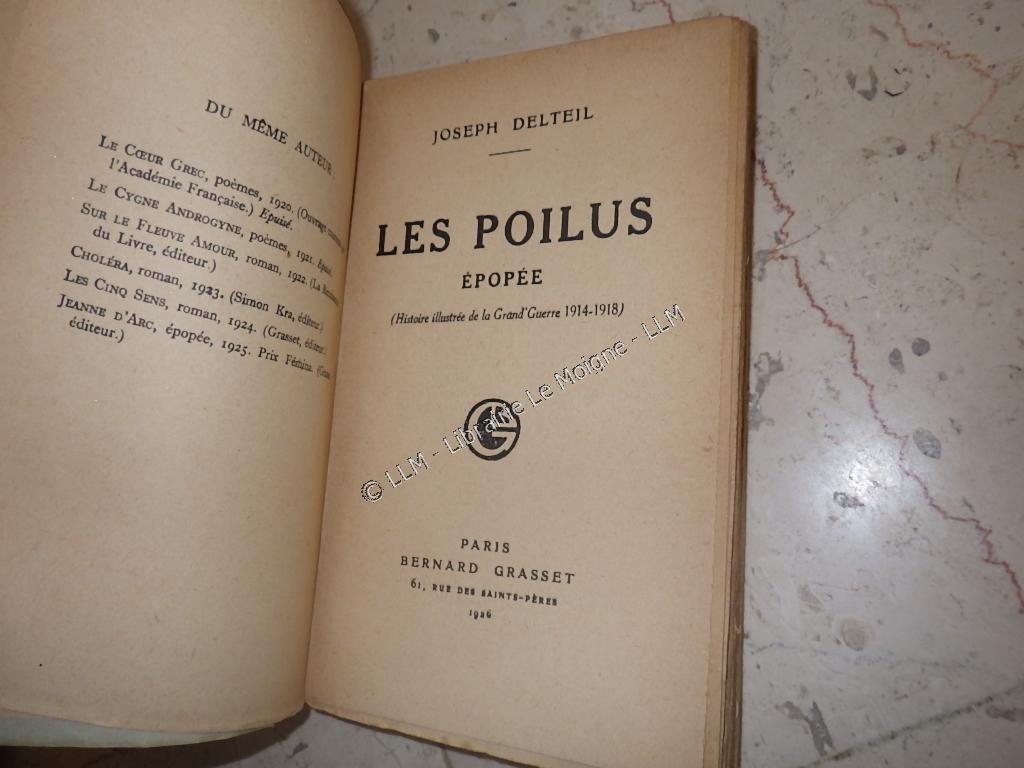 DU MÊME AUTEUR
LE CŒUR GREC, poèmes, 1920. (Ouvrage
l'Académie Française.) Epuisé.
LE CYGNE ANDROGYNE, poèmes, 1921. Epuisé.
SUR LE FLEUVE AMOUR, roman, 1922. (La
du Livre, éditeur.)
CHOLÉRA, roman, 1923. (Simon Kra, éditeur.)
LES CINQ SENS, roman, 1924. (Grasset, éditeur.)
JEANNE D'ARC, épopée, 1925. Prix Fémina.
éditeur.)
JOSEPH DELTEIL
LES POILUS
ÉPOPÉE
(Histoire illustrée de la Grand'Guerre 1914-1918)
© LLM - Librairie Le Moigne - LLM
PARIS
BERNARD GRASSET
61, RUE DES SAINTS-PÈRES
1926